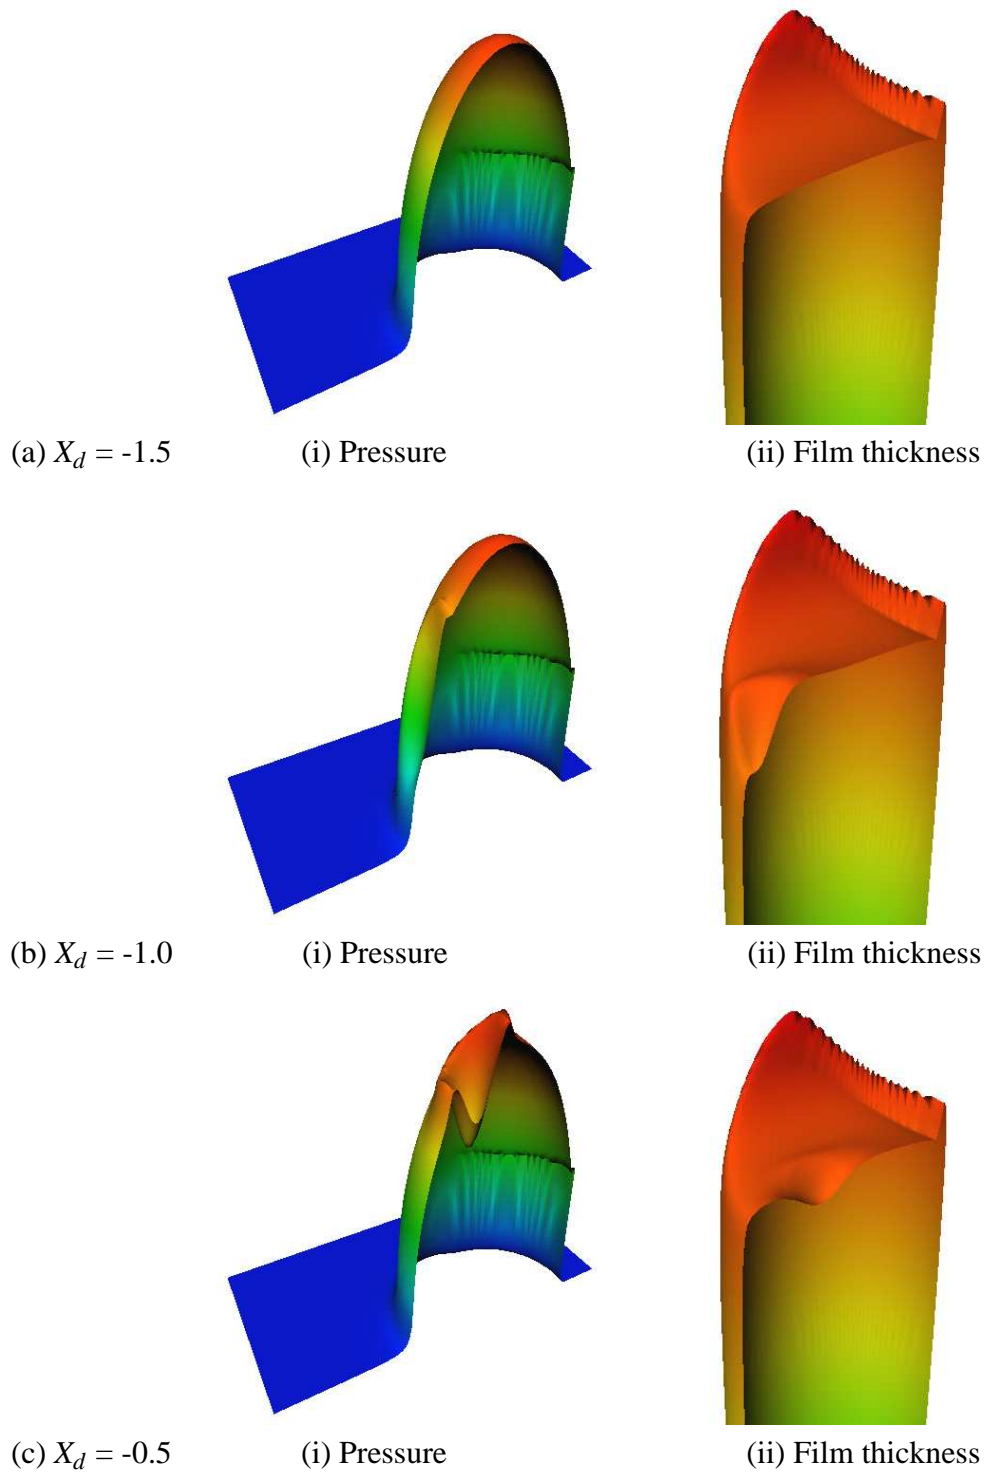 (a) X_d = -1.5 (i) Pressure (ii) Film thickness
(b) X_d = -1.0 (i) Pressure (ii) Film thickness
(c) X_d = -0.5 (i) Pressure (ii) Film thickness